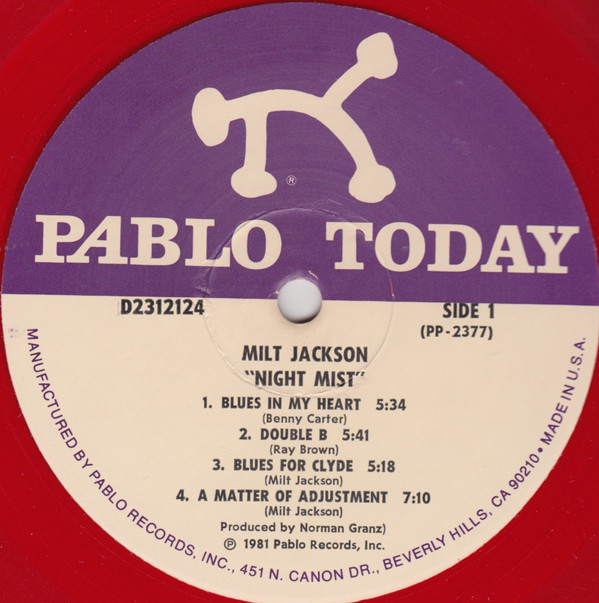 ®
PABLO TODAY
D2312124
SIDE 1
(PP-2377)
MILT JACKSON
"NIGHT MIST"
1. BLUES IN MY HEART 5:34
(Benny Carter)
2. DOUBLE B 5:41
(Ray Brown)
3. BLUES FOR CLYDE 5:18
(Milt Jackson)
4. A MATTER OF ADJUSTMENT 7:10
(Milt Jackson)
Produced by Norman Granz)
℗ 1981 Pablo Records, Inc.
MANUFACTURED BY PABLO RECORDS, INC., 451 N. CANON DR., BEVERLY HILLS, CA 90210 • MADE IN U.S.A.